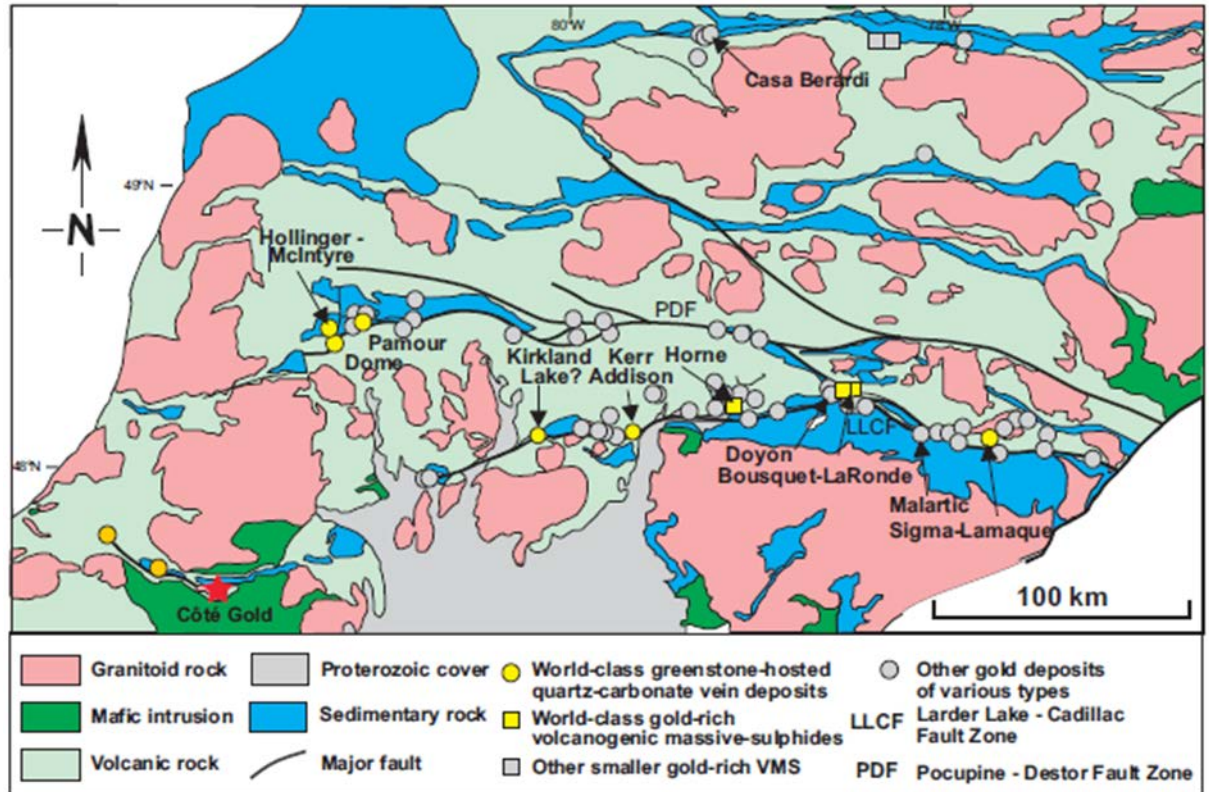 80°W
78°W
Casa Berardi
49°N
N
Hollinger -
McIntyre
PDF
Pamour
Dome
Kirkland
Lake?
Kerr
Addison
Horne
LLCF
48°N
Doyon
Bousquet-LaRonde
Malartic
Sigma-Lamaque
Côté Gold
100 km
Granitoid rock
Mafic intrusion
Volcanic rock
Proterozoic cover
Sedimentary rock
Major fault
World-class greenstone-hosted
quartz-carbonate vein deposits
World-class gold-rich
volcanogenic massive-sulphides
Other smaller gold-rich VMS
Other gold deposits
of various types
LLCF Larder Lake - Cadillac
Fault Zone
PDF Pocupine - Destor Fault Zone